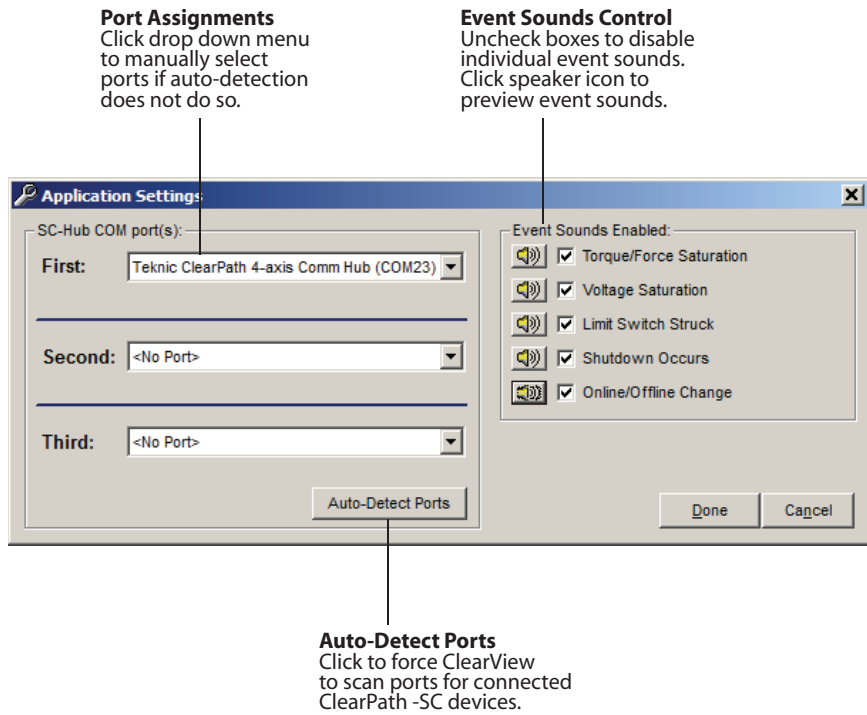 Port Assignments
Click drop down menu
to manually select
ports if auto-detection
does not do so.
Event Sounds Control
Uncheck boxes to disable
individual event sounds.
Click speaker icon to
preview event sounds.
Application Settings
SC-Hub COM port(s):
First:
Teknic ClearPath 4-axis Comm Hub (COM23)
Second:
<No Port>
Third:
<No Port>
Auto-Detect Ports
Event Sounds Enabled:
Torque/Force Saturation
Voltage Saturation
Limit Switch Struck
Shutdown Occurs
Online/Offline Change
Done
Cancel
Auto-Detect Ports
Click to force ClearView
to scan ports for connected
ClearPath -SC devices.